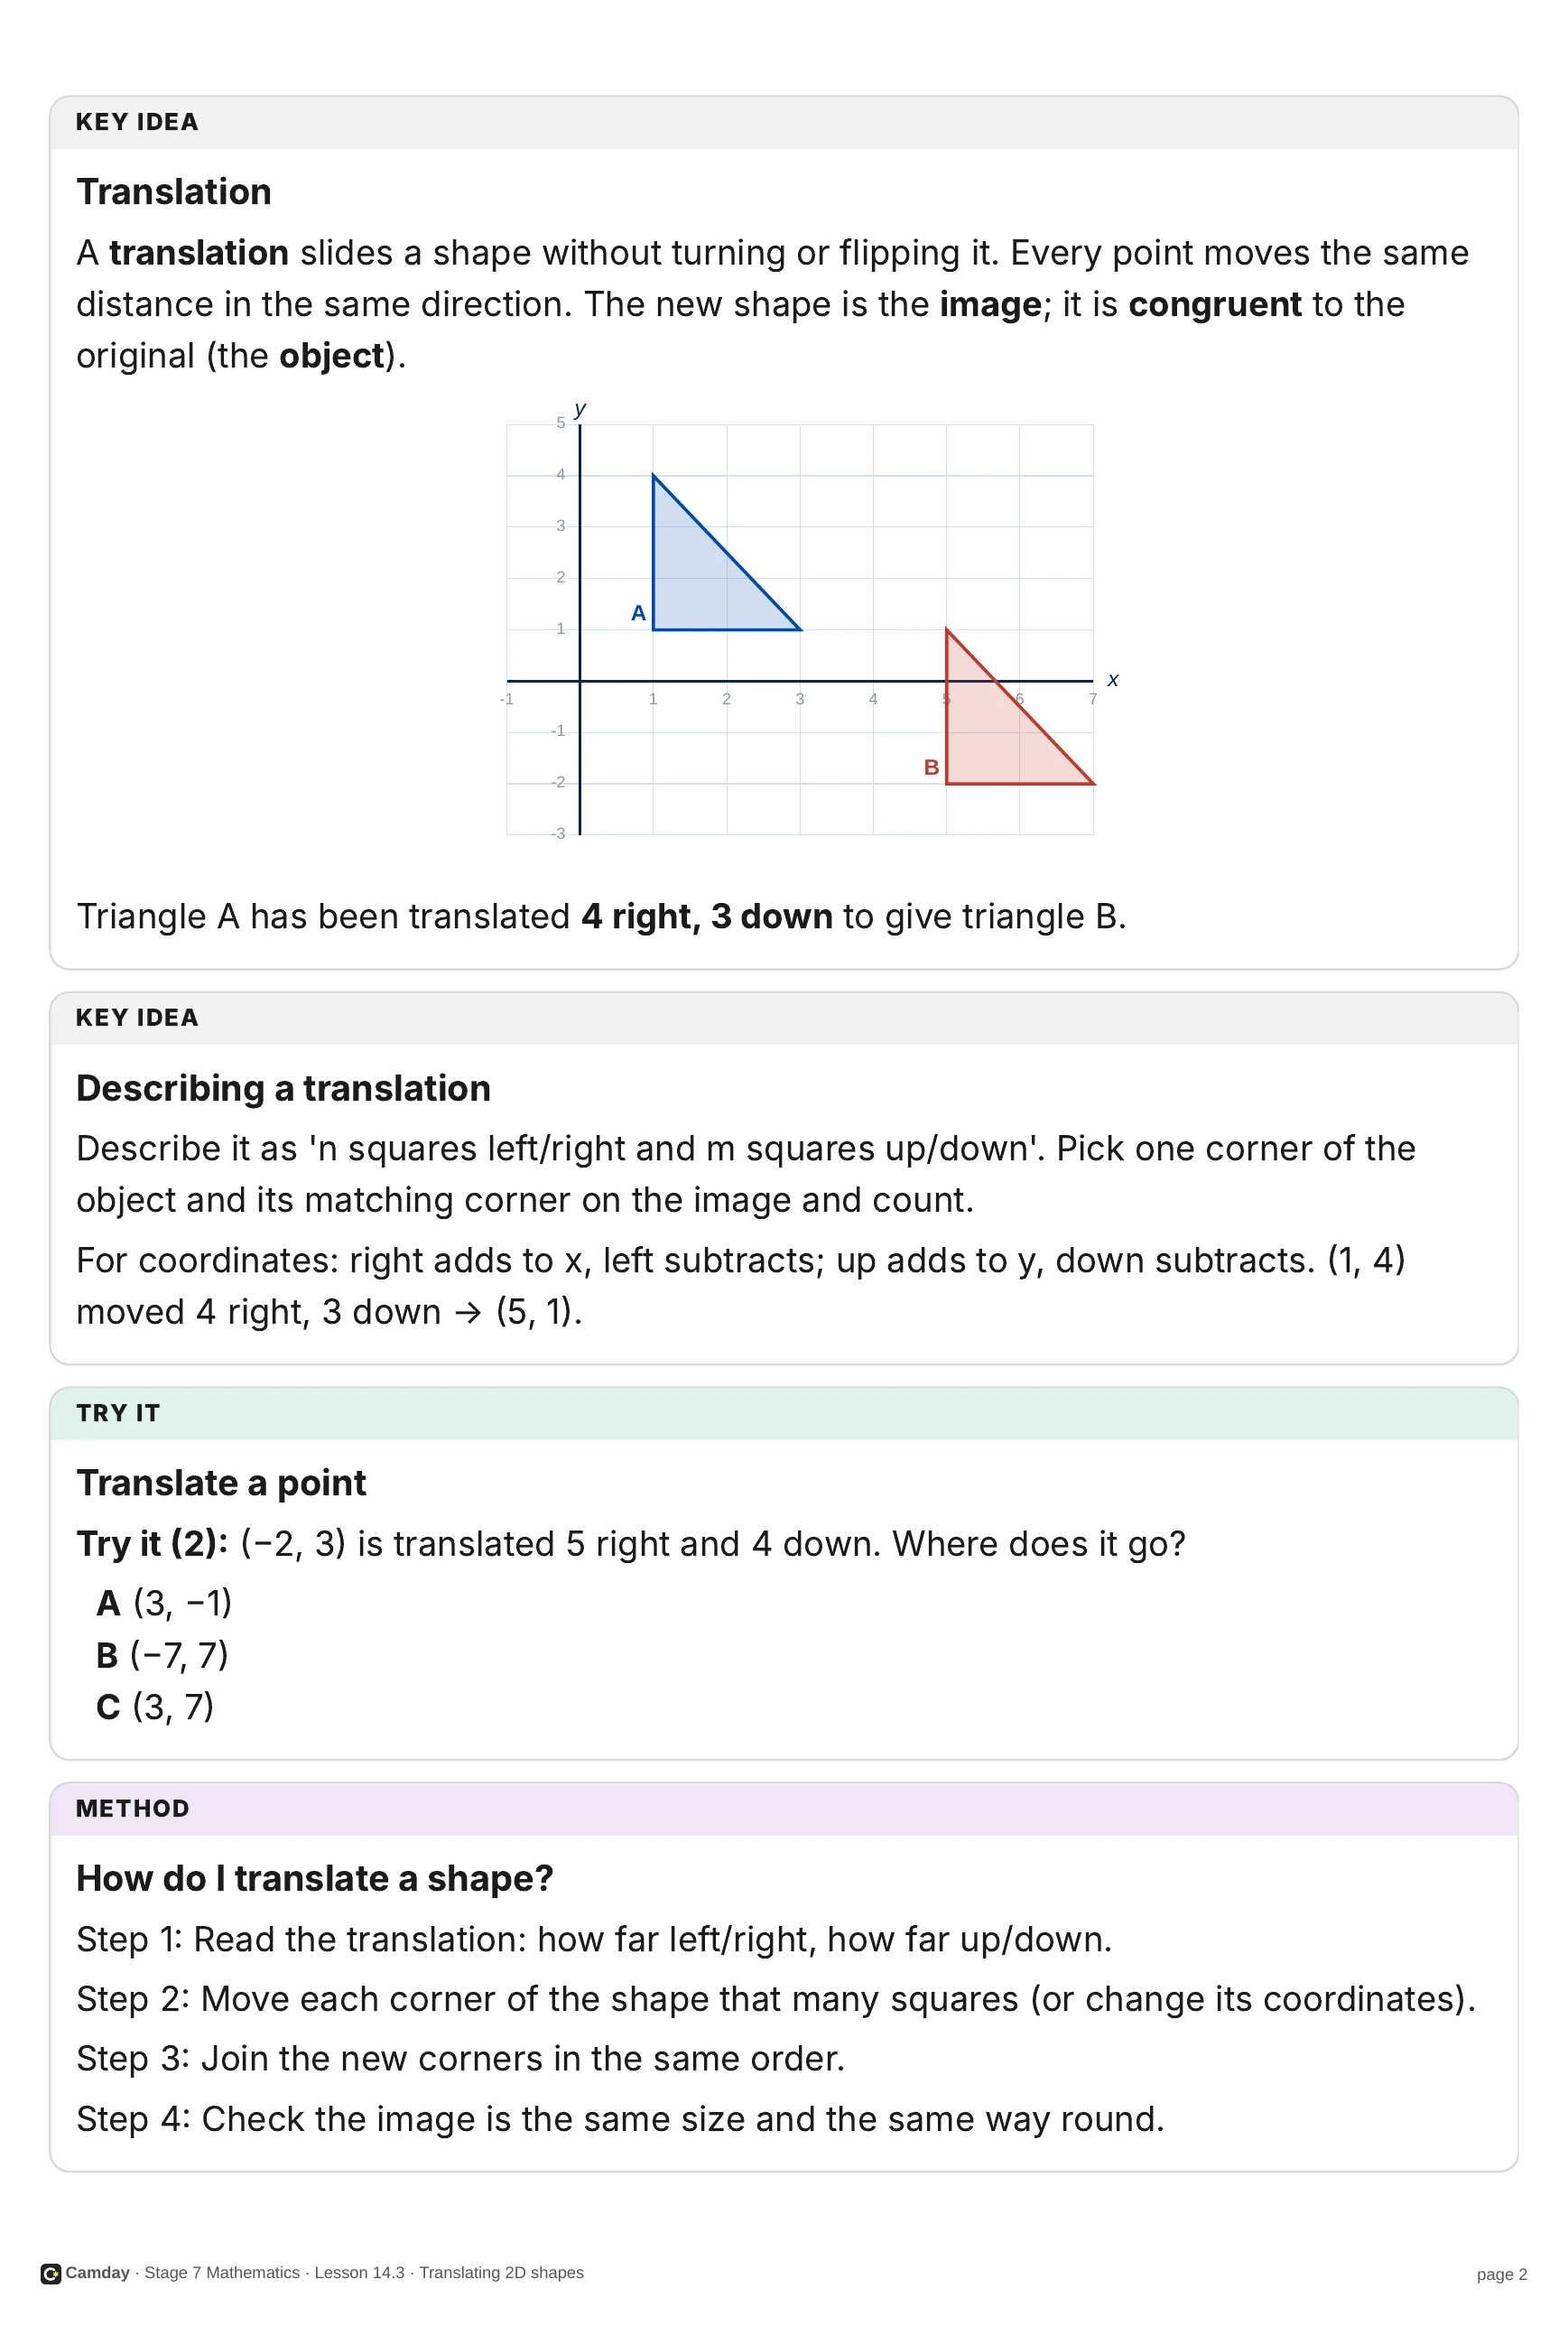 KEY IDEA
Translation
A translation slides a shape without turning or flipping it. Every point moves the same
distance in the same direction. The new shape is the image; it is congruent to the
original (the object).
y
5
4
3
2
1
-1
-2
-3
-1 1 2 3 4 5 6 7
x
A
B
Triangle A has been translated 4 right, 3 down to give triangle B.
KEY IDEA
Describing a translation
Describe it as 'n squares left/right and m squares up/down'. Pick one corner of the
object and its matching corner on the image and count.
For coordinates: right adds to x, left subtracts; up adds to y, down subtracts. (1, 4)
moved 4 right, 3 down → (5, 1).
TRY IT
Translate a point
Try it (2): (−2, 3) is translated 5 right and 4 down. Where does it go?
A (3, −1)
B (−7, 7)
C (3, 7)
METHOD
How do I translate a shape?
Step 1: Read the translation: how far left/right, how far up/down.
Step 2: Move each corner of the shape that many squares (or change its coordinates).
Step 3: Join the new corners in the same order.
Step 4: Check the image is the same size and the same way round.
Camday · Stage 7 Mathematics · Lesson 14.3 · Translating 2D shapes
page 2